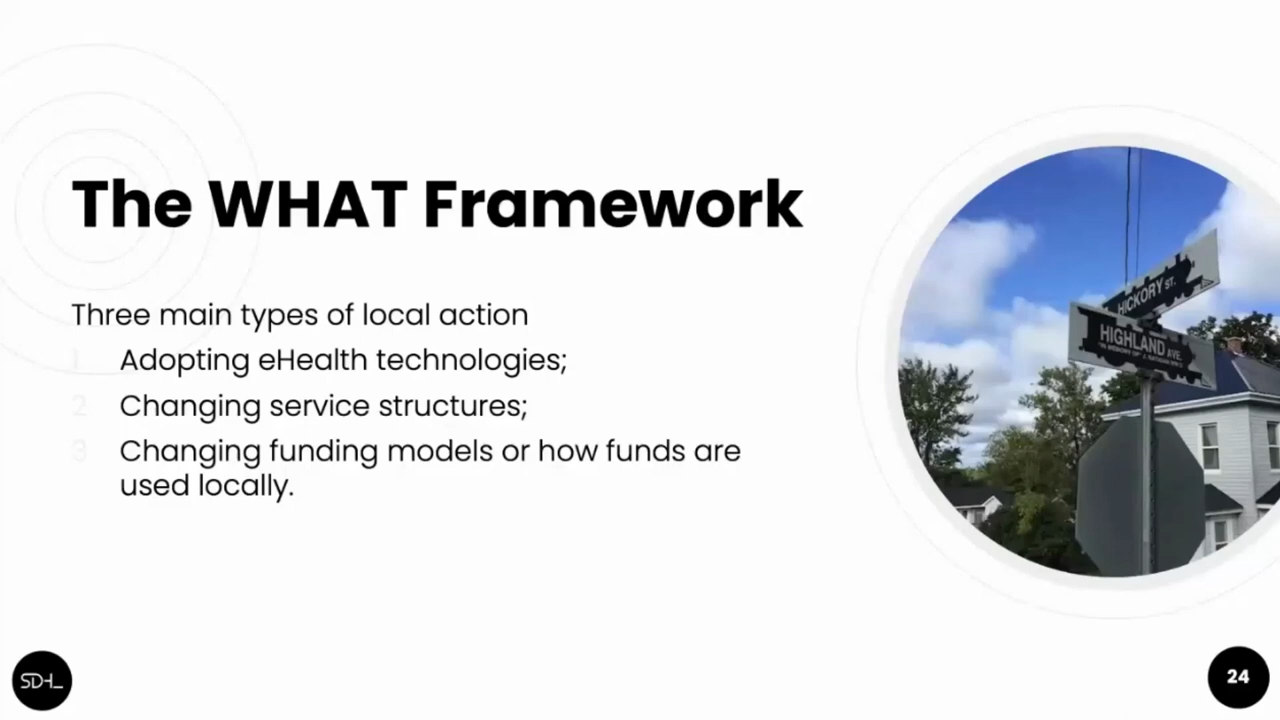 The WHAT Framework
Three main types of local action
1 Adopting eHealth technologies;
2 Changing service structures;
3 Changing funding models or how funds are
used locally.
HICKORY ST.
HIGHLAND AVE.
SDHL
24